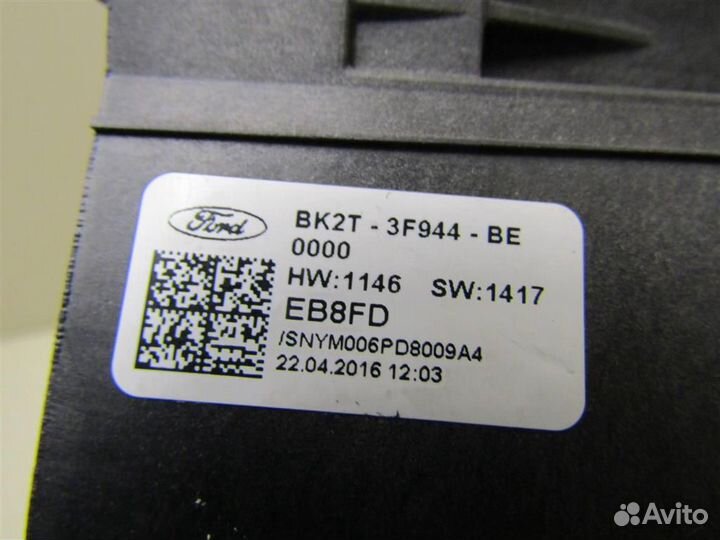 Ford
BK2T - 3F944 - BE
0000
HW:1146 SW:1417
EB8FD
/SNYM006PD8009A4
22.04.2016 12:03
Avito